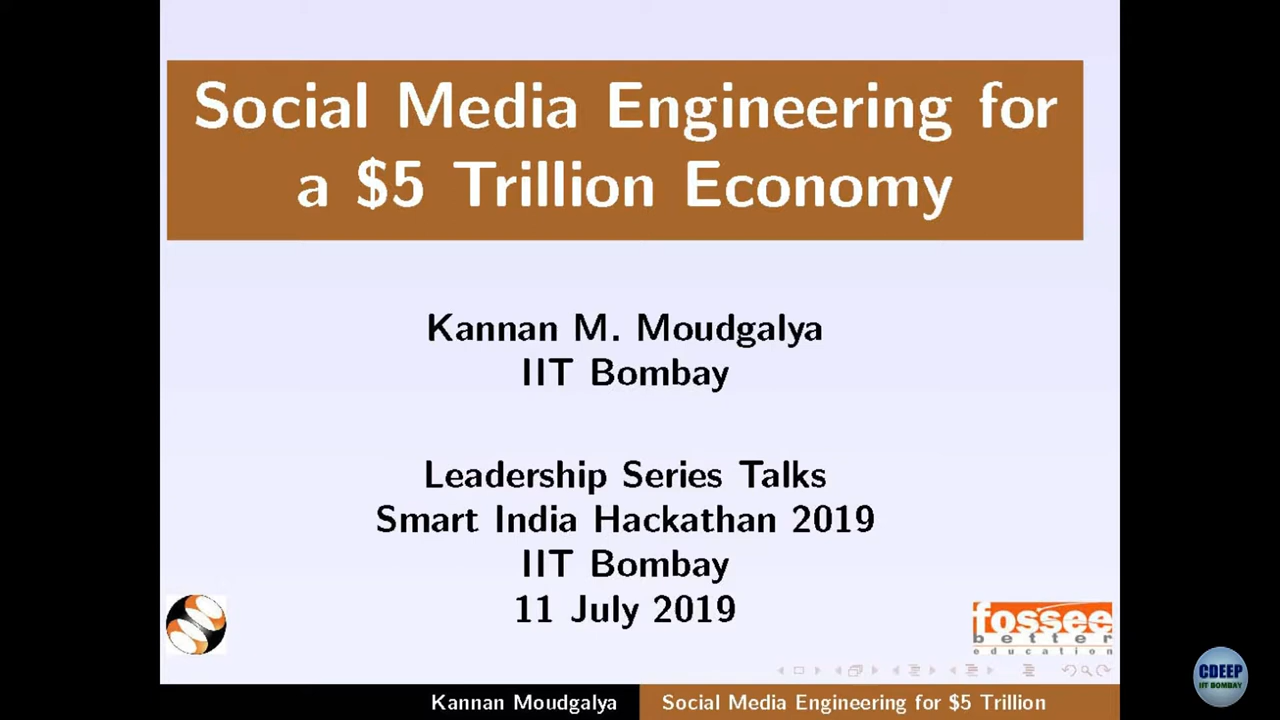 Social Media Engineering for
a $5 Trillion Economy
Kannan M. Moudgalya
IIT Bombay
Leadership Series Talks
Smart India Hackathan 2019
IIT Bombay
11 July 2019
fossee
better
education
CDEEP
IIT BOMBAY
Kannan Moudgalya
Social Media Engineering for $5 Trillion